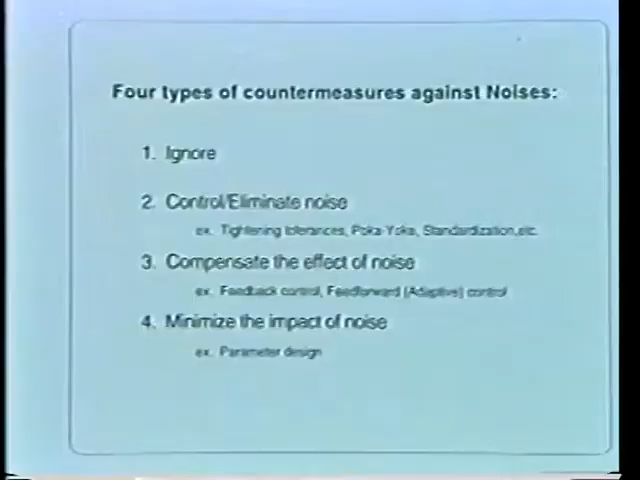 Four types of countermeasures against Noises:
1. Ignore
2. Control/Eliminate noise
ex. Tightening tolerances, Poka-Yoke, Standardization,etc.
3. Compensate the effect of noise
ex. Feedback control, Feedforward (Adaptive) control
4. Minimize the impact of noise
ex. Parameter design